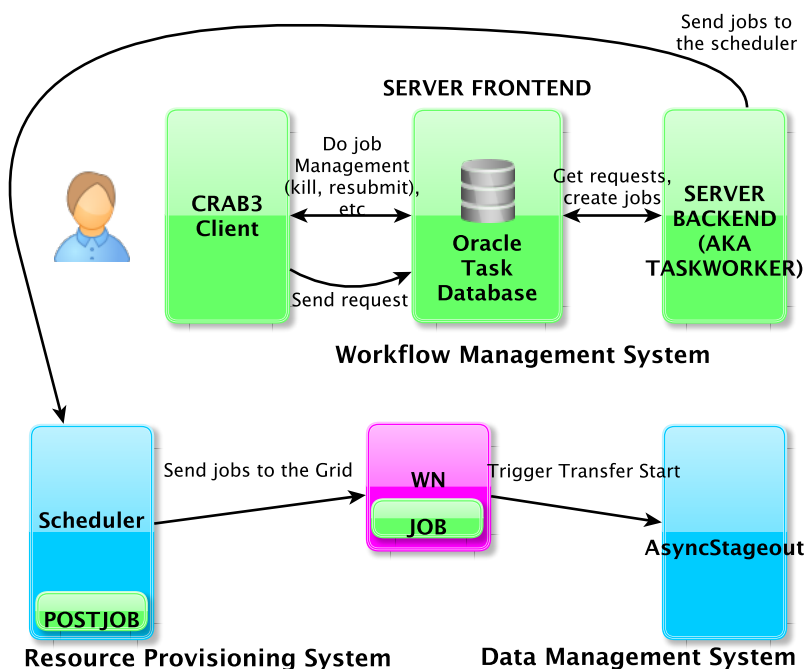 Send jobs to
the scheduler
SERVER FRONTEND
CRAB3
Client
Do job
Management
(kill, resubmit),
etc
Send request
Oracle
Task
Database
Get requests,
create jobs
SERVER
BACKEND
(AKA
TASKWORKER)
Workflow Management System
Scheduler
POSTJOB
Send jobs to the Grid
WN
JOB
Trigger Transfer Start
AsyncStageout
Resource Provisioning System
Data Management System